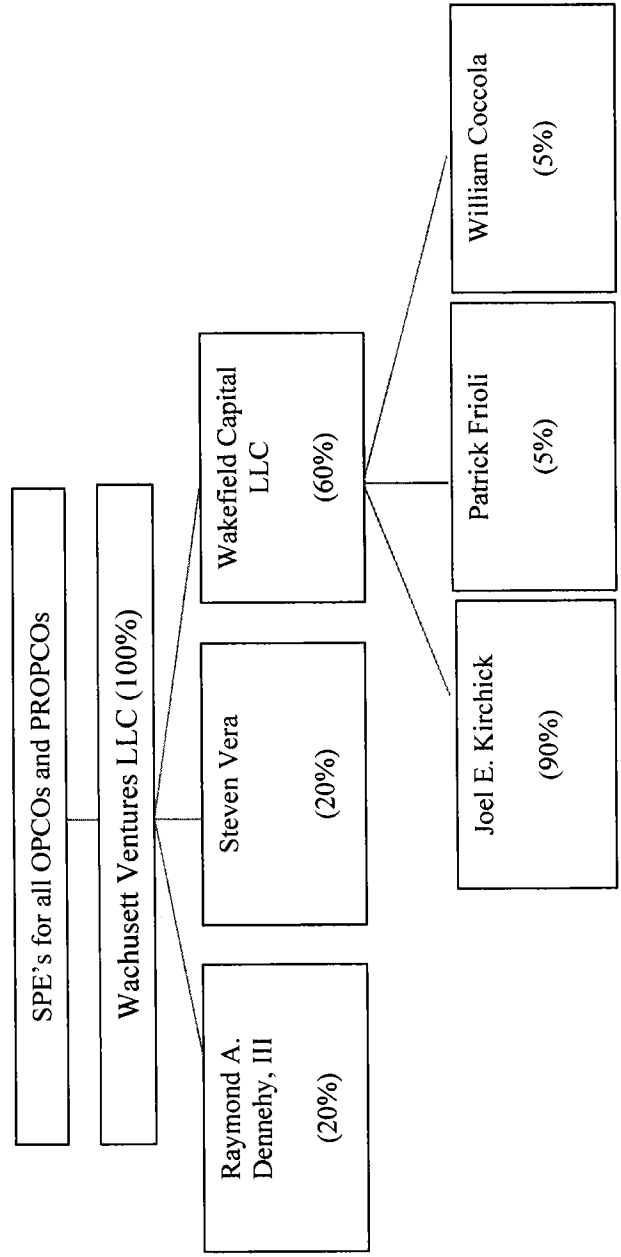 SPE's for all OPCOs and PROPCOs
Wachusett Ventures LLC (100%)
Raymond A.
Dennehy, III
(20%)
Steven Vera
(20%)
Wakefield Capital
LLC
(60%)
Joel E. Kirchick
(90%)
Patrick Frioli
(5%)
William Coccola
(5%)